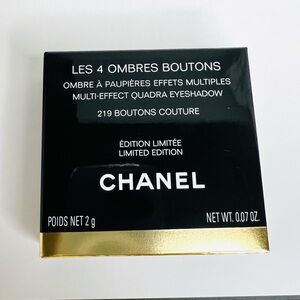 LES 4 OMBRES BOUTONS
OMBRE À PAUPIÈRES EFFETS MULTIPLES
MULTI-EFFECT QUADRA EYESHADOW
219 BOUTONS COUTURE
ÉDITION LIMITÉE
LIMITED EDITION
CHANEL
POIDS NET 2 g NET WT. 0.07 OZ.